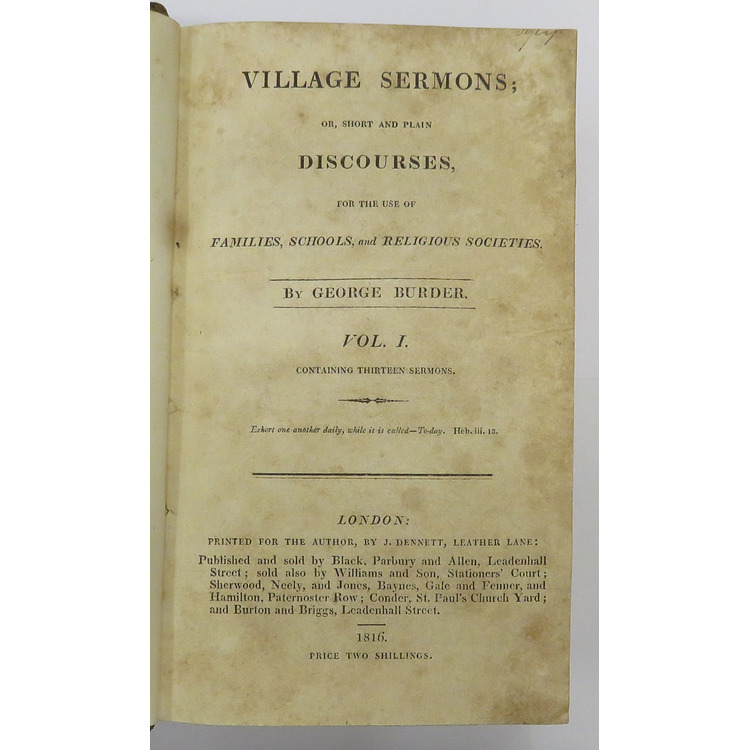 VILLAGE SERMONS;
OR, SHORT AND PLAIN
DISCOURSES,
FOR THE USE OF
FAMILIES, SCHOOLS, and RELIGIOUS SOCIETIES.
By GEORGE BURDER.
VOL. I.
CONTAINING THIRTEEN SERMONS.
Exhort one another daily, while it is called—To-day. Heb. iii. 13.
LONDON:
PRINTED FOR THE AUTHOR, BY J. DENNETT, LEATHER LANE:
Published and sold by Black, Parbury and Allen, Leadenhall
Street; sold also by Williams and Son, Stationers' Court;
Sherwood, Neely, and Jones, Baynes, Gale and Fenner, and
Hamilton, Paternoster Row; Conder, St. Paul's Church Yard;
and Burton and Briggs, Leadenhall Street.
1816.
PRICE TWO SHILLINGS.